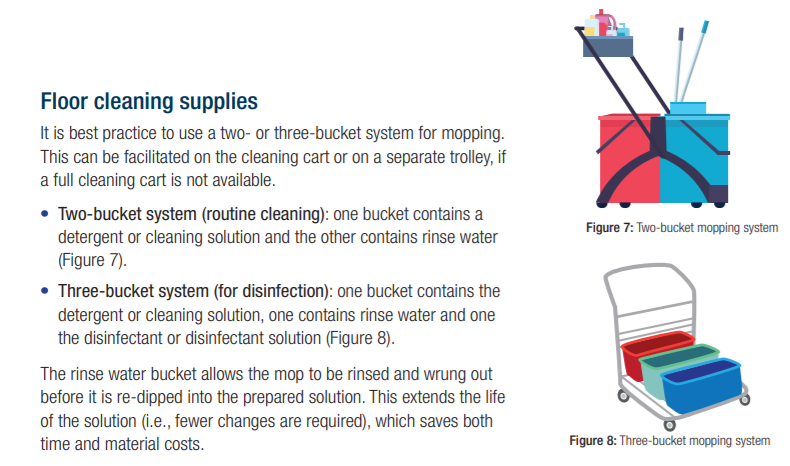 Floor cleaning supplies
It is best practice to use a two- or three-bucket system for mopping.
This can be facilitated on the cleaning cart or on a separate trolley, if
a full cleaning cart is not available.
• Two-bucket system (routine cleaning): one bucket contains a
detergent or cleaning solution and the other contains rinse water
(Figure 7).
• Three-bucket system (for disinfection): one bucket contains the
detergent or cleaning solution, one contains rinse water and one
the disinfectant or disinfectant solution (Figure 8).
The rinse water bucket allows the mop to be rinsed and wrung out
before it is re-dipped into the prepared solution. This extends the life
of the solution (i.e., fewer changes are required), which saves both
time and material costs.
Figure 7: Two-bucket mopping system
Figure 8: Three-bucket mopping system